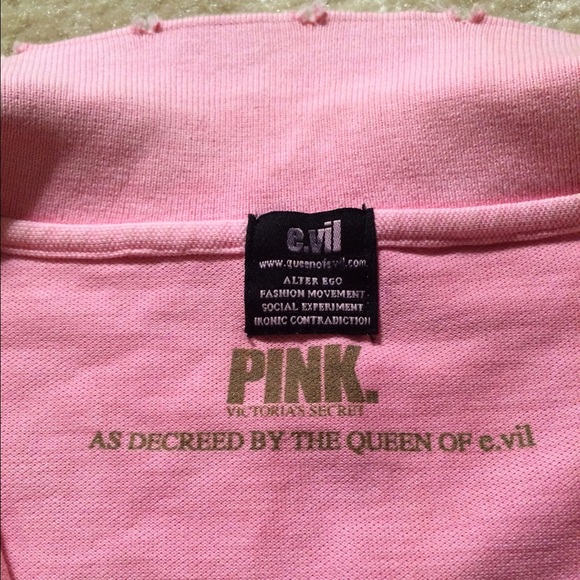 e.vil
www.queenofevil.com
ALTER EGO
FASHION MOVEMENT
SOCIAL EXPERIMENT
IRONIC CONTRADICTION
PINK.
VICTORIA'S SECRET
AS DECREED BY THE QUEEN OF e.vil